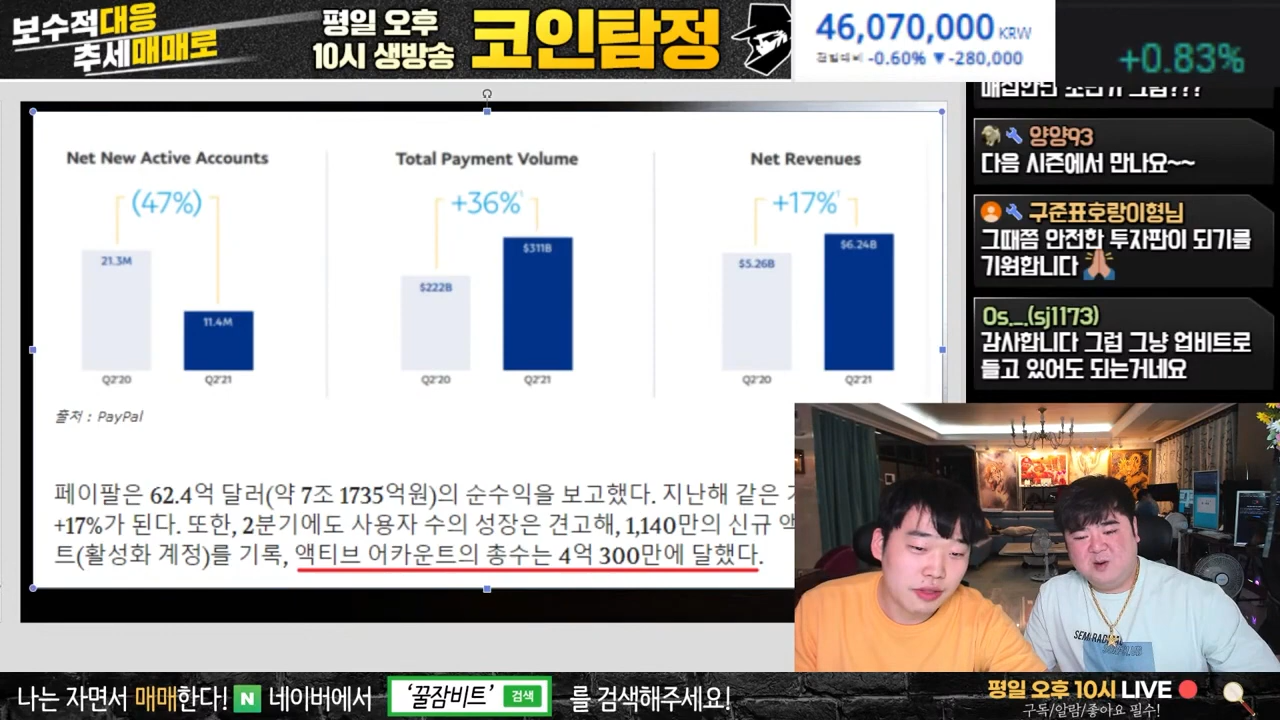 보수적대응
추세매매로
평일 오후
10시 생방송
코인탐정
46,070,000 KRW
전일대비 -0.60% ▼-280,000
+0.83%
양양93
다음 시즌에서 만나요~~
구준표호랑이형님
그때쯤 안전한 투자판이 되기를
기원합니다
Os._.(sj1173)
감사합니다 그럼 그냥 업비트로
들고 있어도 되는거네요
Net New Active Accounts
(47%)
21.3M
11.4M
Q2'20
Q2'21
Total Payment Volume
+36%
$222B
$311B
Q2'20
Q2'21
Net Revenues
+17%
$5.26B
$6.24B
Q2'20
Q2'21
출처 : PayPal
페이팔은 62.4억 달러(약 7조 1735억원)의 순수익을 보고했다. 지난해 같은
+17%가 된다. 또한, 2분기에도 사용자 수의 성장은 견고해, 1,140만의 신규
트(활성화 계정)를 기록, 액티브 어카운트의 총수는 4억 300만에 달했다.
나는 자면서 매매한다! N 네이버에서 '꿀잠비트' 검색 를 검색해주세요!
평일 오후 10시 LIVE
구독/알람/좋아요 필수!